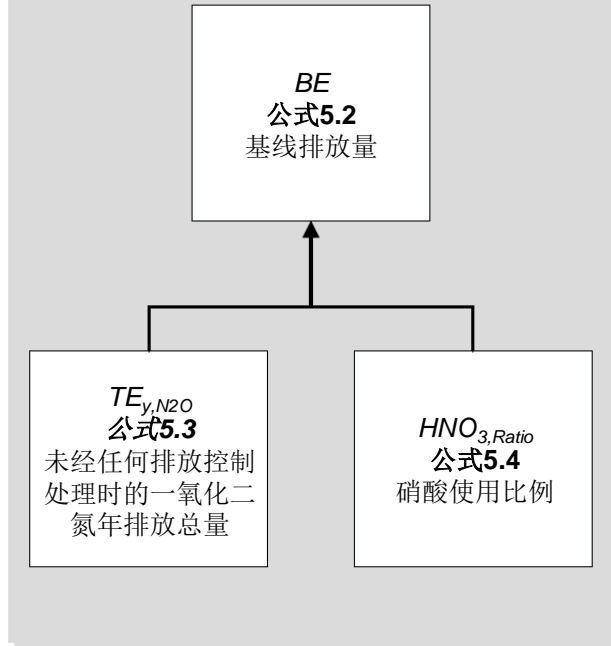 BE
公式5.2
基线排放量
TEy,N2O
公式5.3
未经任何排放控制
处理时的一氧化二
氮年排放总量
HNO3,Ratio
公式5.4
硝酸使用比例